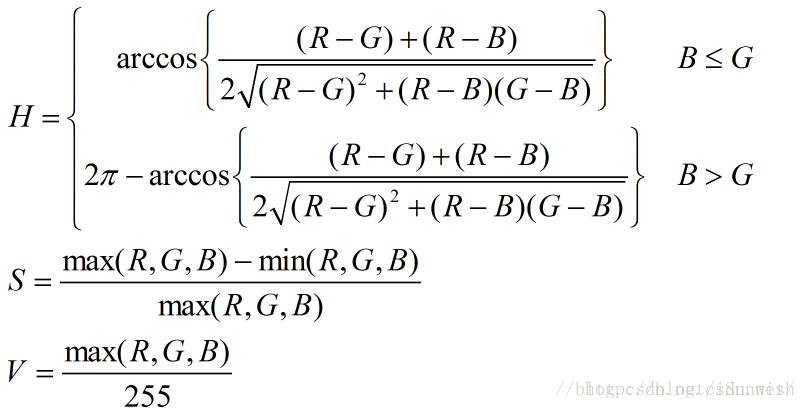 H = { arccos{ ((R−G)+(R−B)) / (2√((R−G)²+(R−B)(G−B))) } B ≤ G
2π − arccos{ ((R−G)+(R−B)) / (2√((R−G)²+(R−B)(G−B))) } B > G
S = (max(R,G,B)−min(R,G,B)) / max(R,G,B)
V = max(R,G,B) / 255